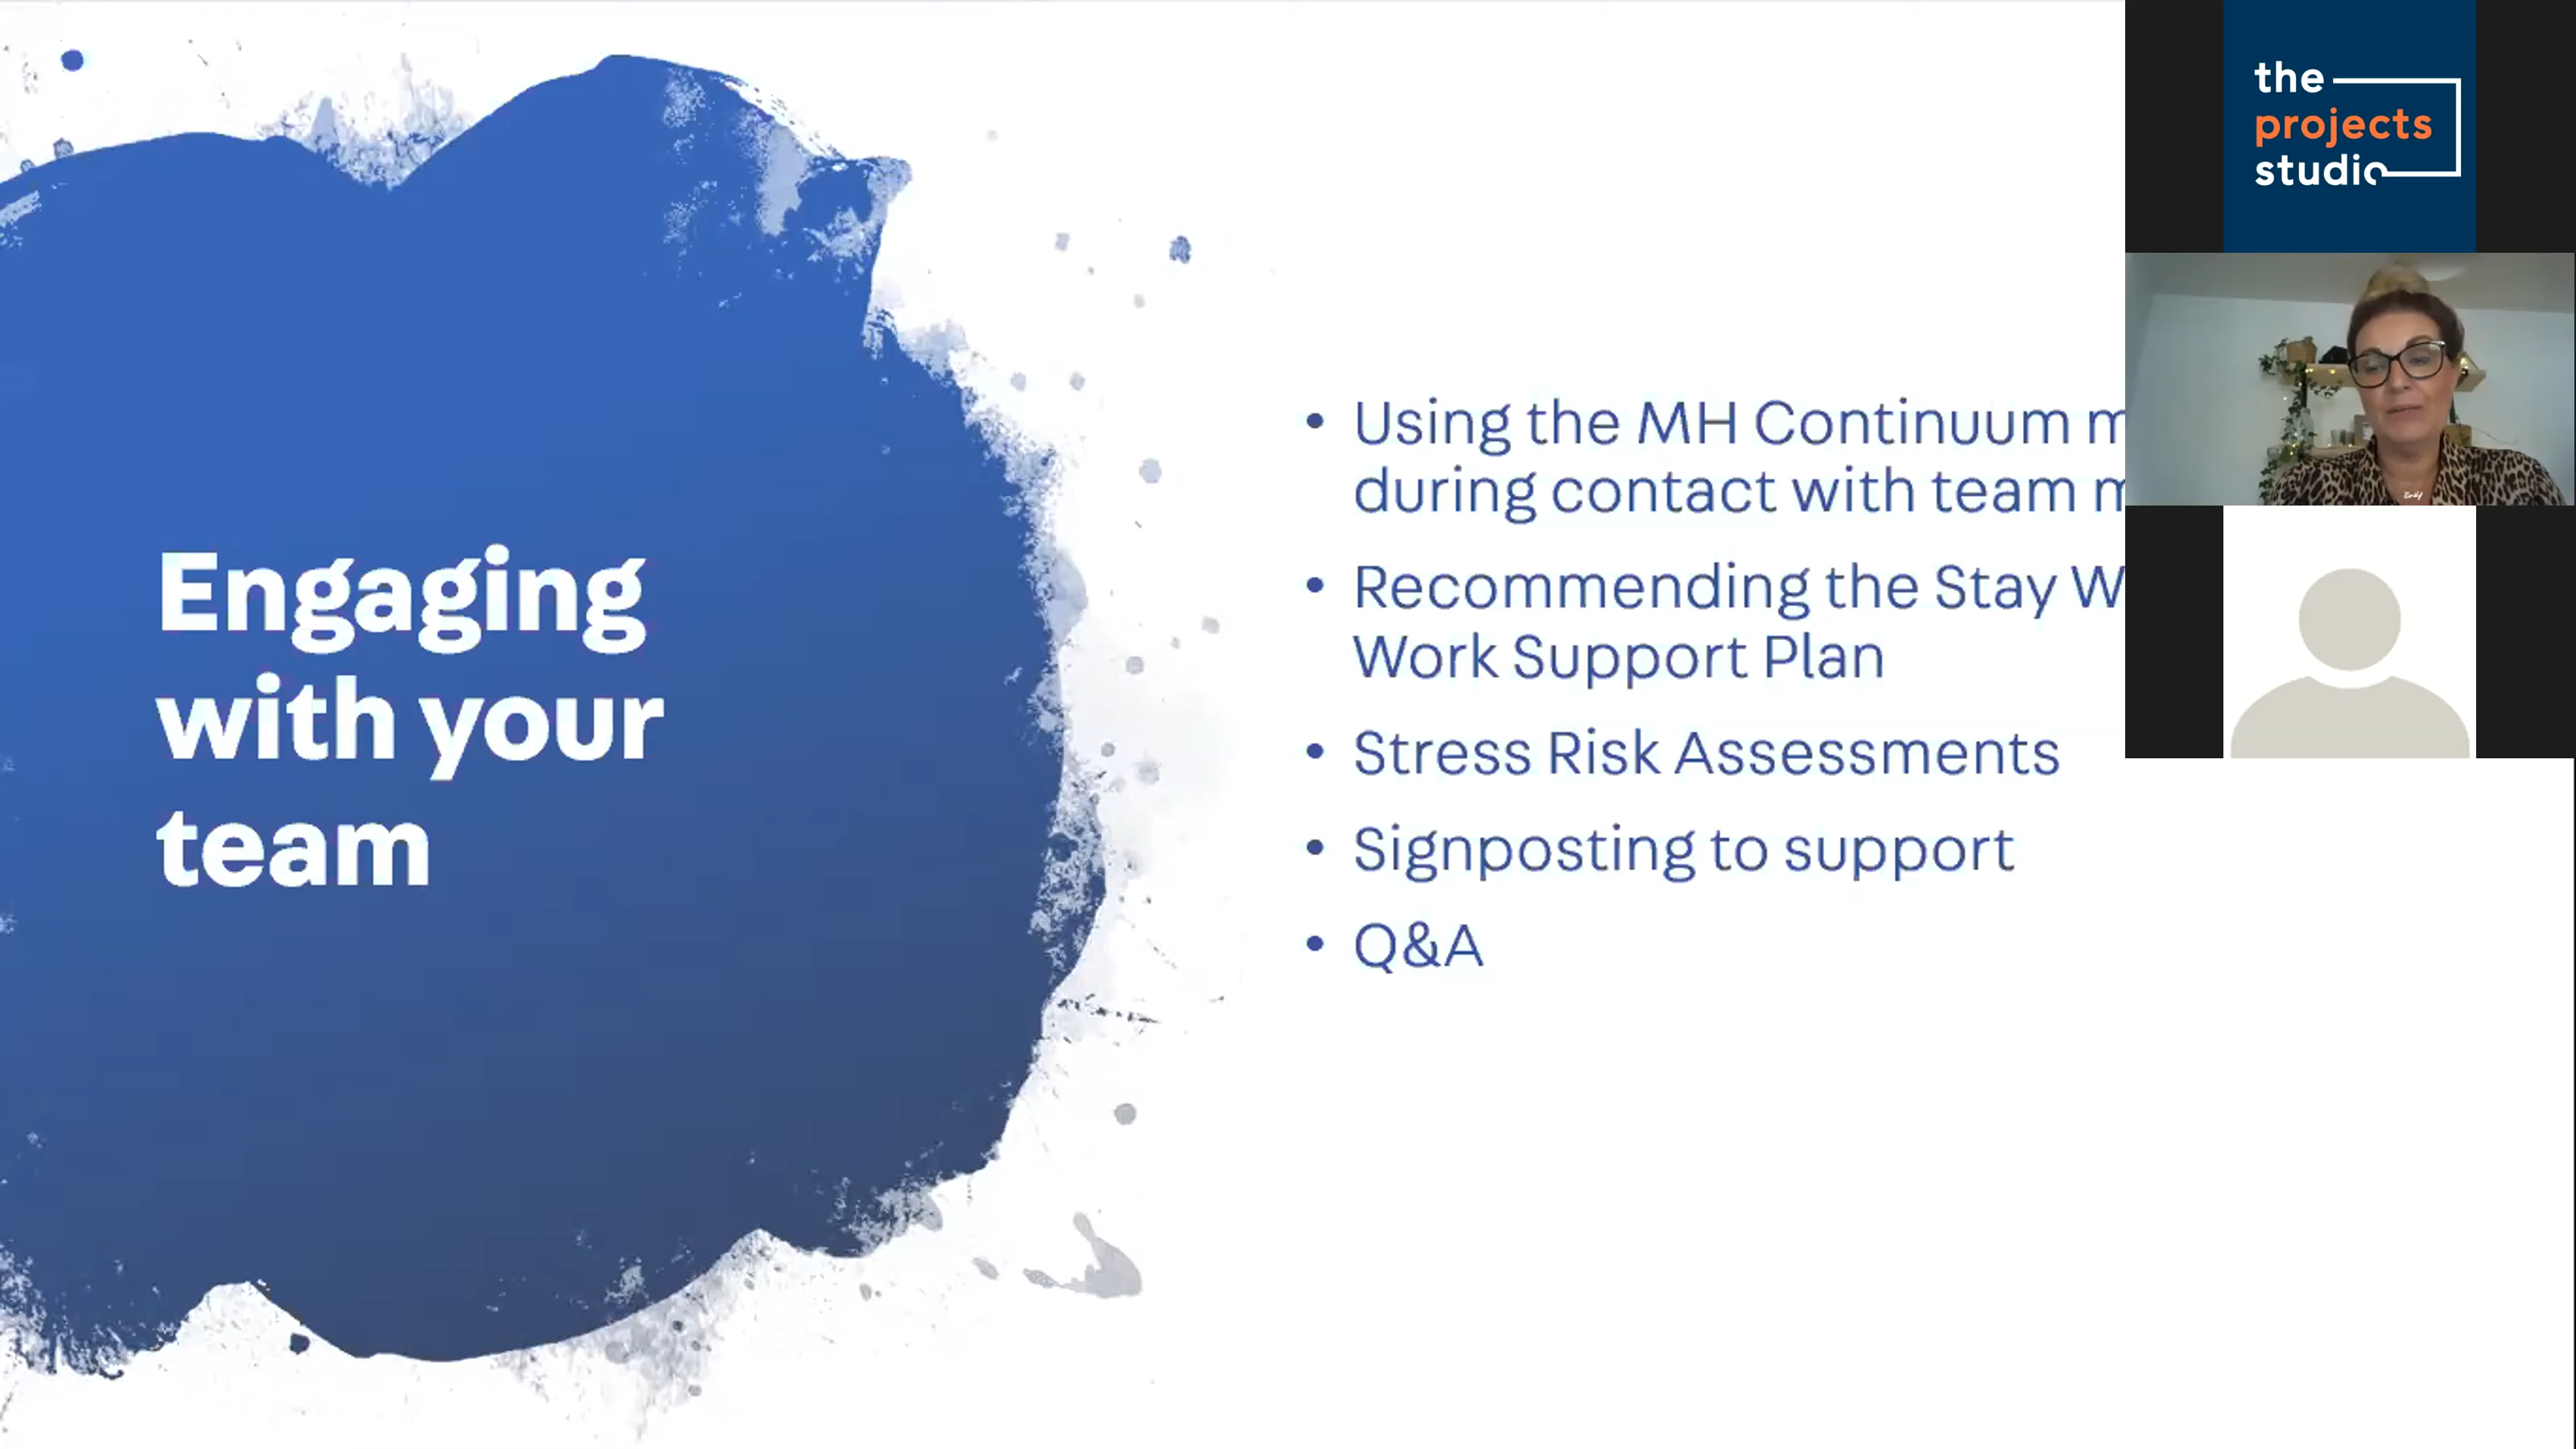 Engaging
with your
team
• Using the MH Continuum
during contact with team
• Recommending the Stay
Work Support Plan
• Stress Risk Assessments
• Signposting to support
• Q&A
the
projects
studio